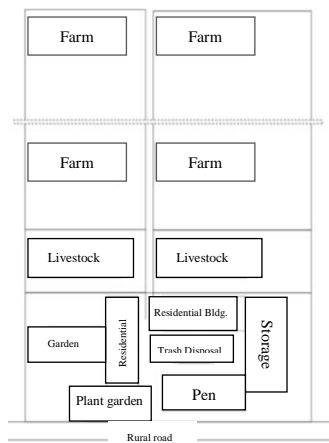 Farm
Farm
Farm
Farm
Livestock
Livestock
Residential Bldg.
Garden
Residential
Trash Disposal
Storage
Plant garden
Pen
Rural road